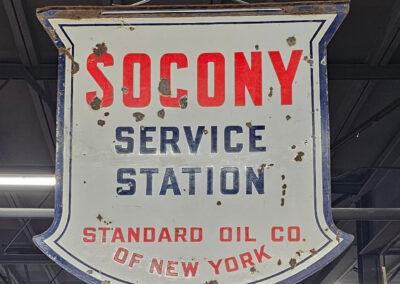 SOCONY
SERVICE
STATION
STANDARD OIL CO.
OF NEW YORK